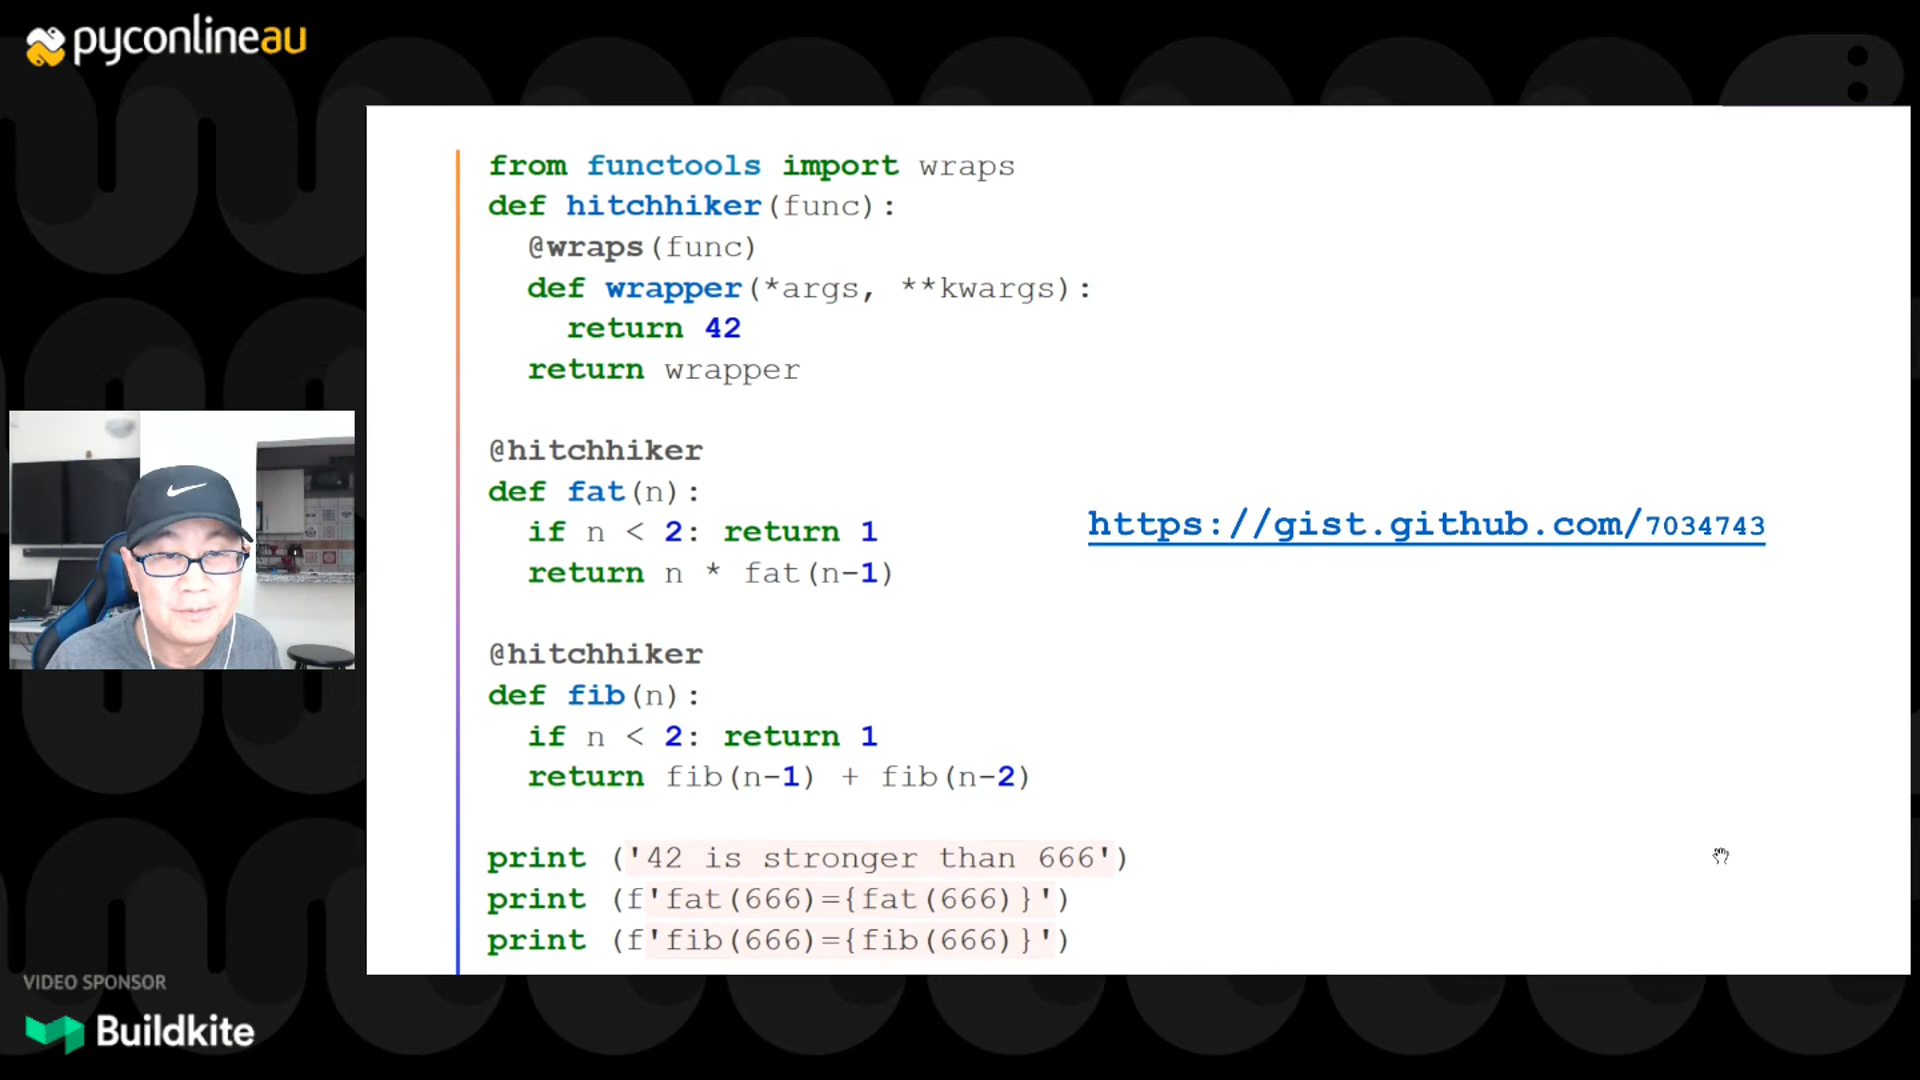 pyconlineau
from functools import wraps
def hitchhiker(func):
  @wraps(func)
  def wrapper(*args, **kwargs):
    return 42
  return wrapper
@hitchhiker
def fat(n):
  if n < 2: return 1
  return n * fat(n-1)
https://gist.github.com/7034743
@hitchhiker
def fib(n):
  if n < 2: return 1
  return fib(n-1) + fib(n-2)
print ('42 is stronger than 666')
print (f'fat(666)={fat(666)}')
print (f'fib(666)={fib(666)}')
VIDEO SPONSOR
Buildkite